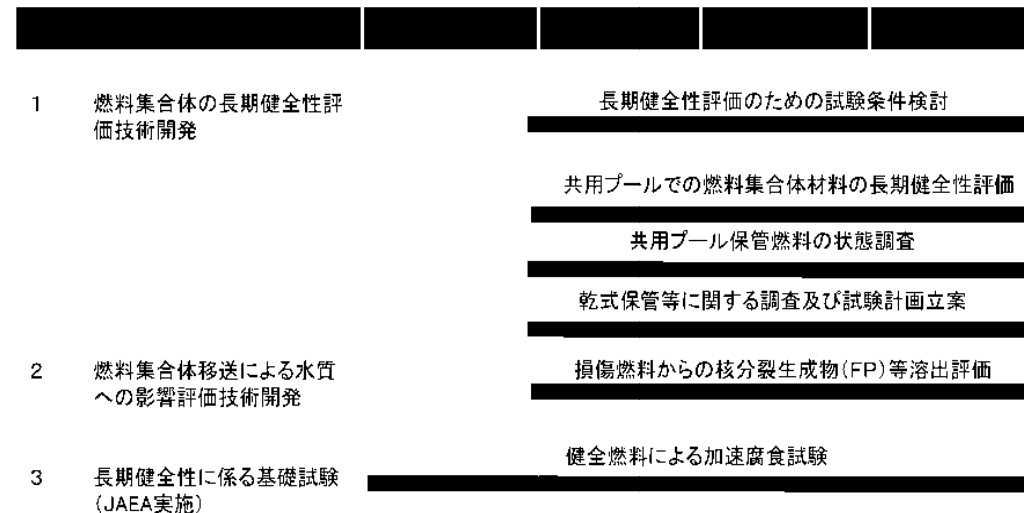 1 燃料集合体の長期健全性評
価技術開発
長期健全性評価のための試験条件検討
共用プールでの燃料集合体材料の長期健全性評価
共用プール保管燃料の状態調査
乾式保管等に関する調査及び試験計画立案
2 燃料集合体移送による水質
への影響評価技術開発
損傷燃料からの核分裂生成物(FP)等溶出評価
3 長期健全性に係る基礎試験
(JAEA実施)
健全燃料による加速腐食試験